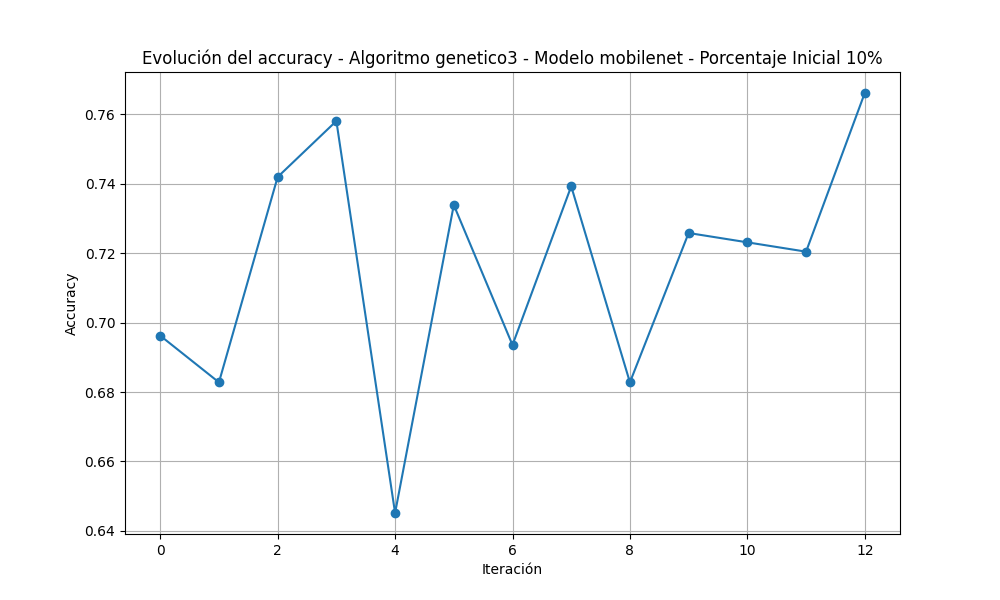 Evolución del accuracy - Algoritmo genetico3 - Modelo mobilenet - Porcentaje Inicial 10%
Accuracy
0.76
0.74
0.72
0.70
0.68
0.66
0.64
0 2 4 6 8 10 12
Iteración